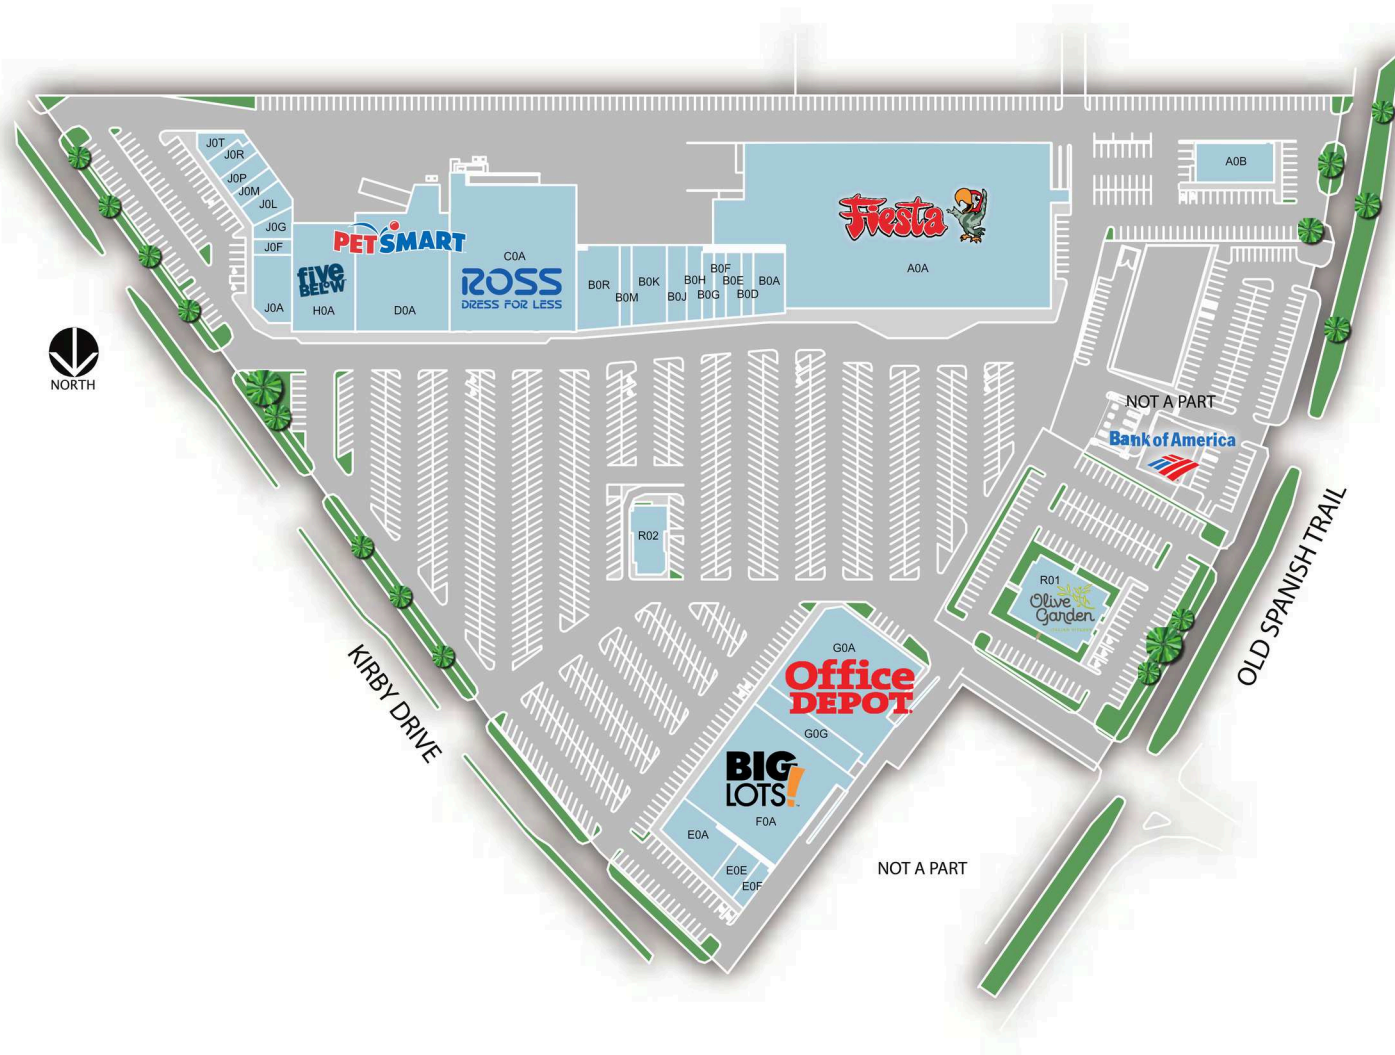 J0T
J0R
J0P
J0M
J0L
J0G
J0F
J0A
five
BELOW
H0A
PETSMART
D0A
C0A
ROSS
DRESS FOR LESS
B0R
B0M
B0K
B0J
B0H
B0G
B0F
B0E
B0D
B0A
Fiesta
A0A
A0B
NORTH
NOT A PART
Bank of America
R02
R01
Olive
Garden
OLD SPANISH TRAIL
KIRBY DRIVE
G0A
Office
DEPOT
G0G
BIG
LOTS!
F0A
E0A
E0E
E0F
NOT A PART